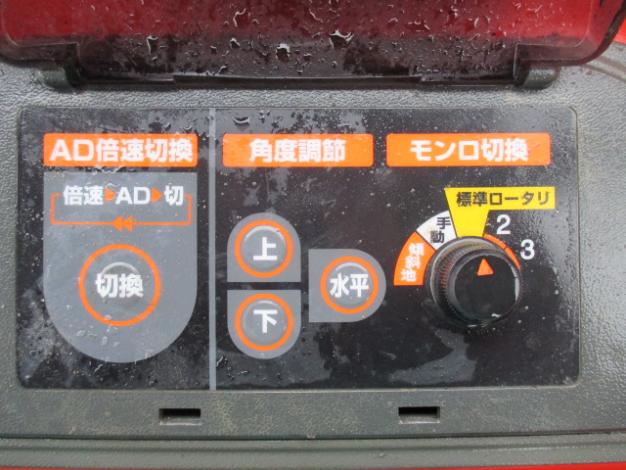 AD倍速切換
倍速▶AD▶切
切換
角度調節
上
下
水平
モンロ切換
標準ロータリ
手動
傾斜地
2
3